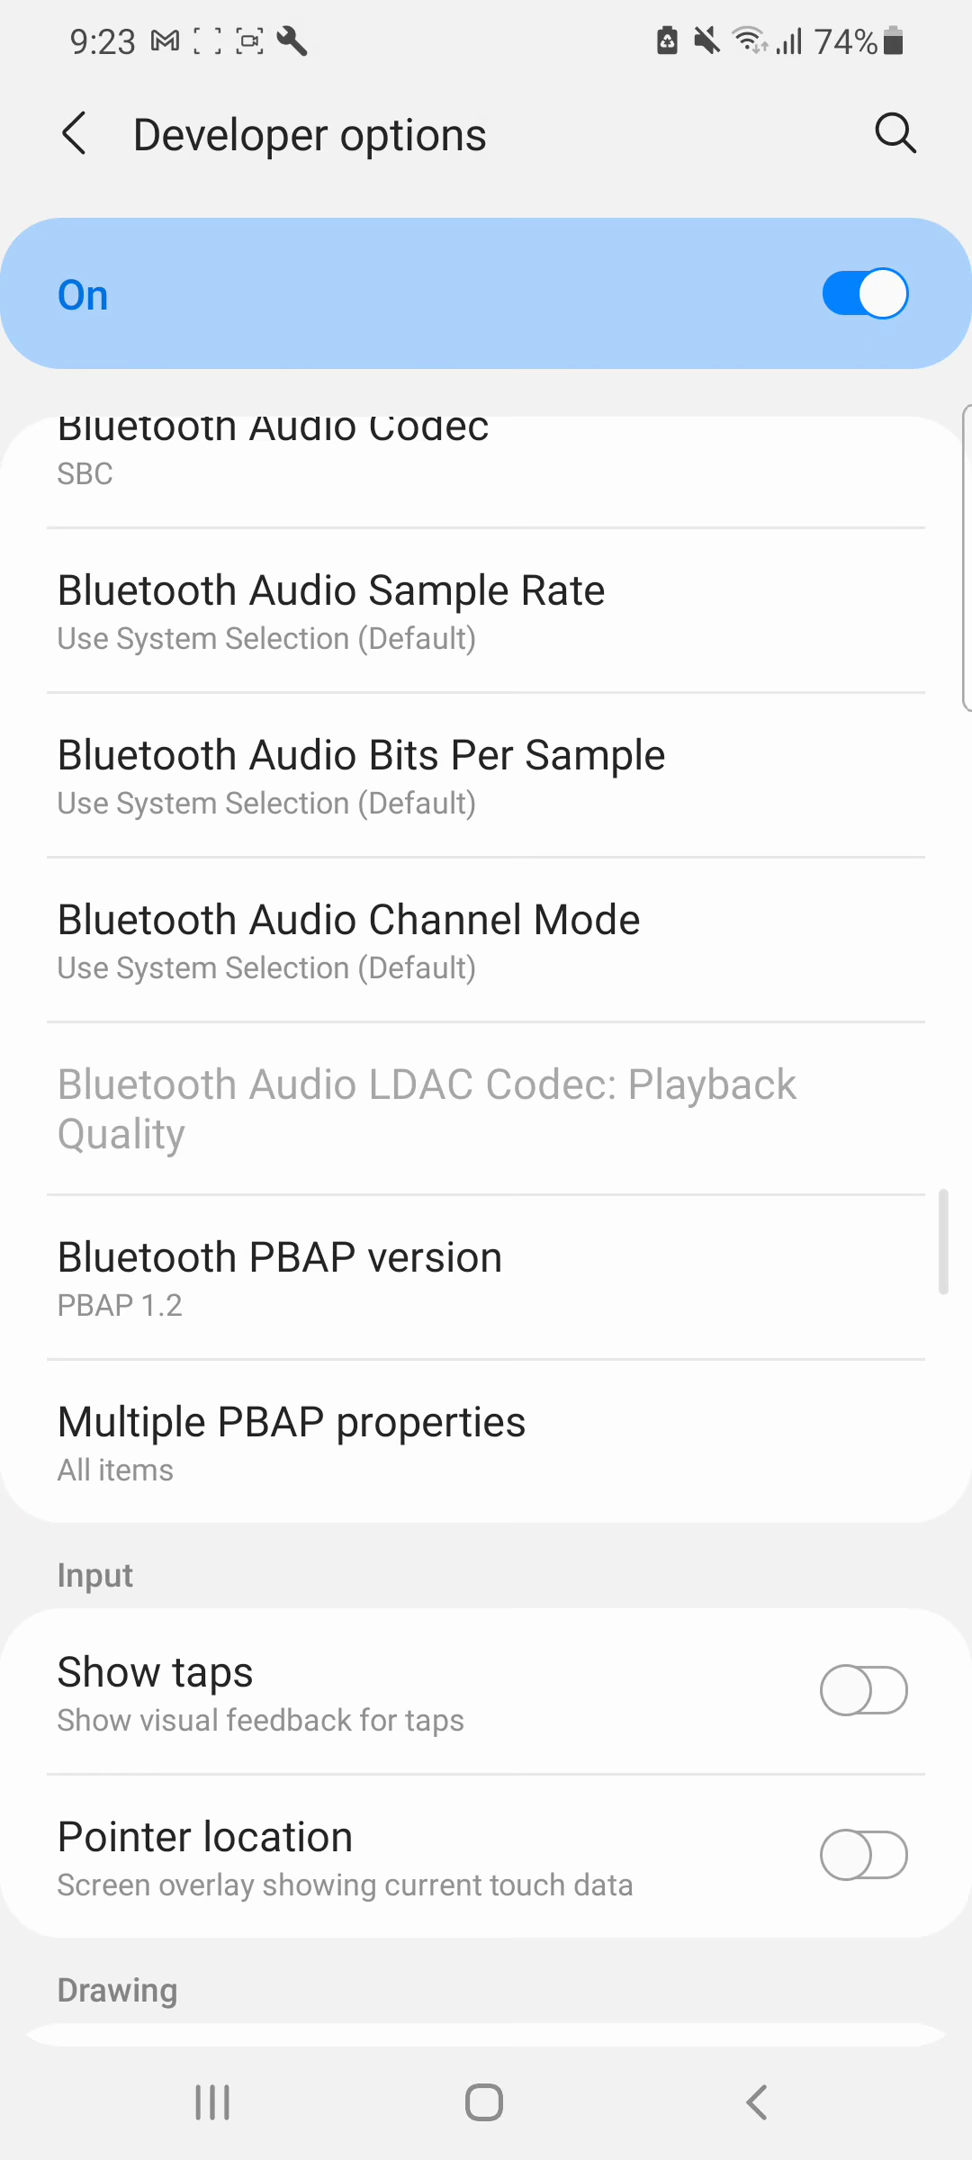 9:23
74%
Developer options
On
Bluetooth Audio Codec
SBC
Bluetooth Audio Sample Rate
Use System Selection (Default)
Bluetooth Audio Bits Per Sample
Use System Selection (Default)
Bluetooth Audio Channel Mode
Use System Selection (Default)
Bluetooth Audio LDAC Codec: Playback
Quality
Bluetooth PBAP version
PBAP 1.2
Multiple PBAP properties
All items
Input
Show taps
Show visual feedback for taps
Pointer location
Screen overlay showing current touch data
Drawing